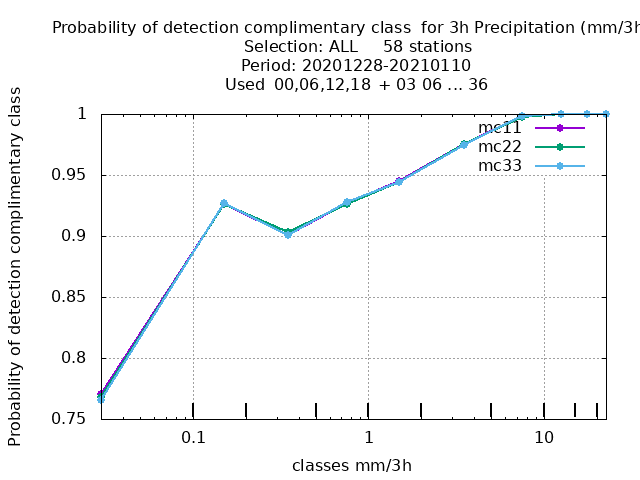 Probability of detection complimentary class for 3h Precipitation (mm/3h
Selection: ALL 58 stations
Period: 20201228-20210110
Used 00,06,12,18 + 03 06 ... 36
Probability of detection complimentary class
1
0.95
0.9
0.85
0.8
0.75
mc11
mc22
mc33
0.1 1 10
classes mm/3h